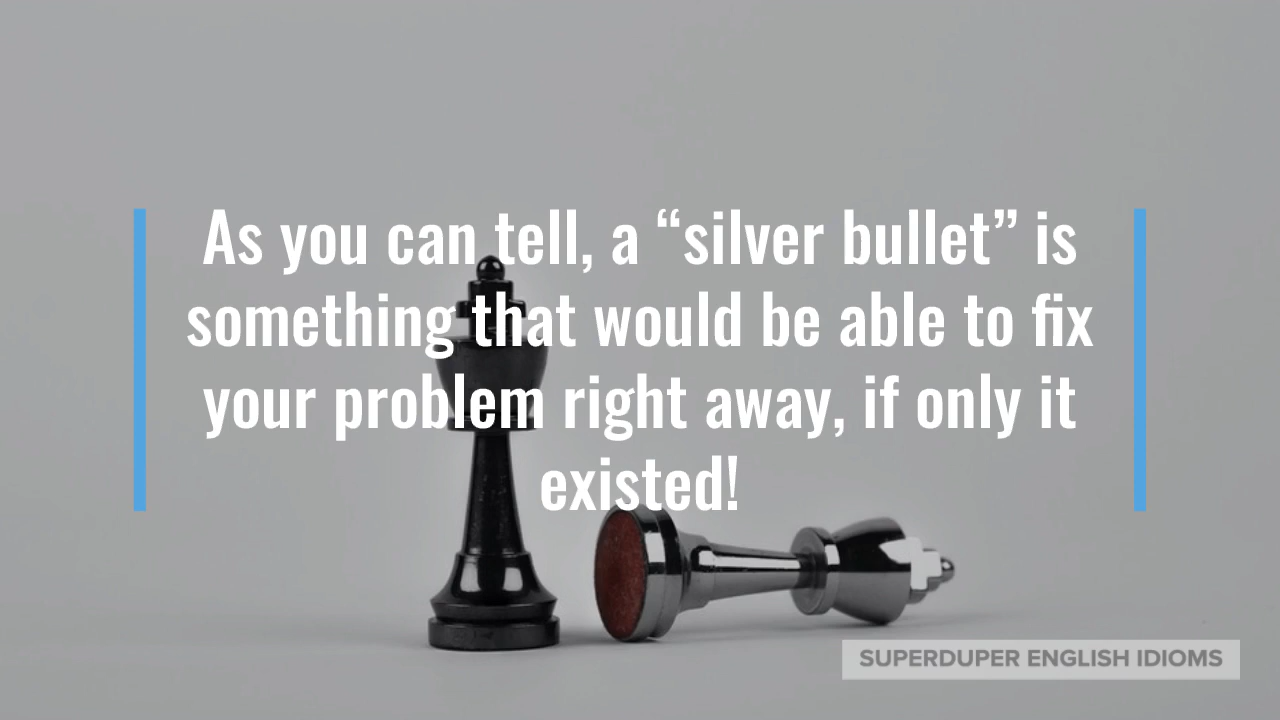 As you can tell, a “silver bullet” is
something that would be able to fix
your problem right away, if only it
existed!
SUPERDUPER ENGLISH IDIOMS